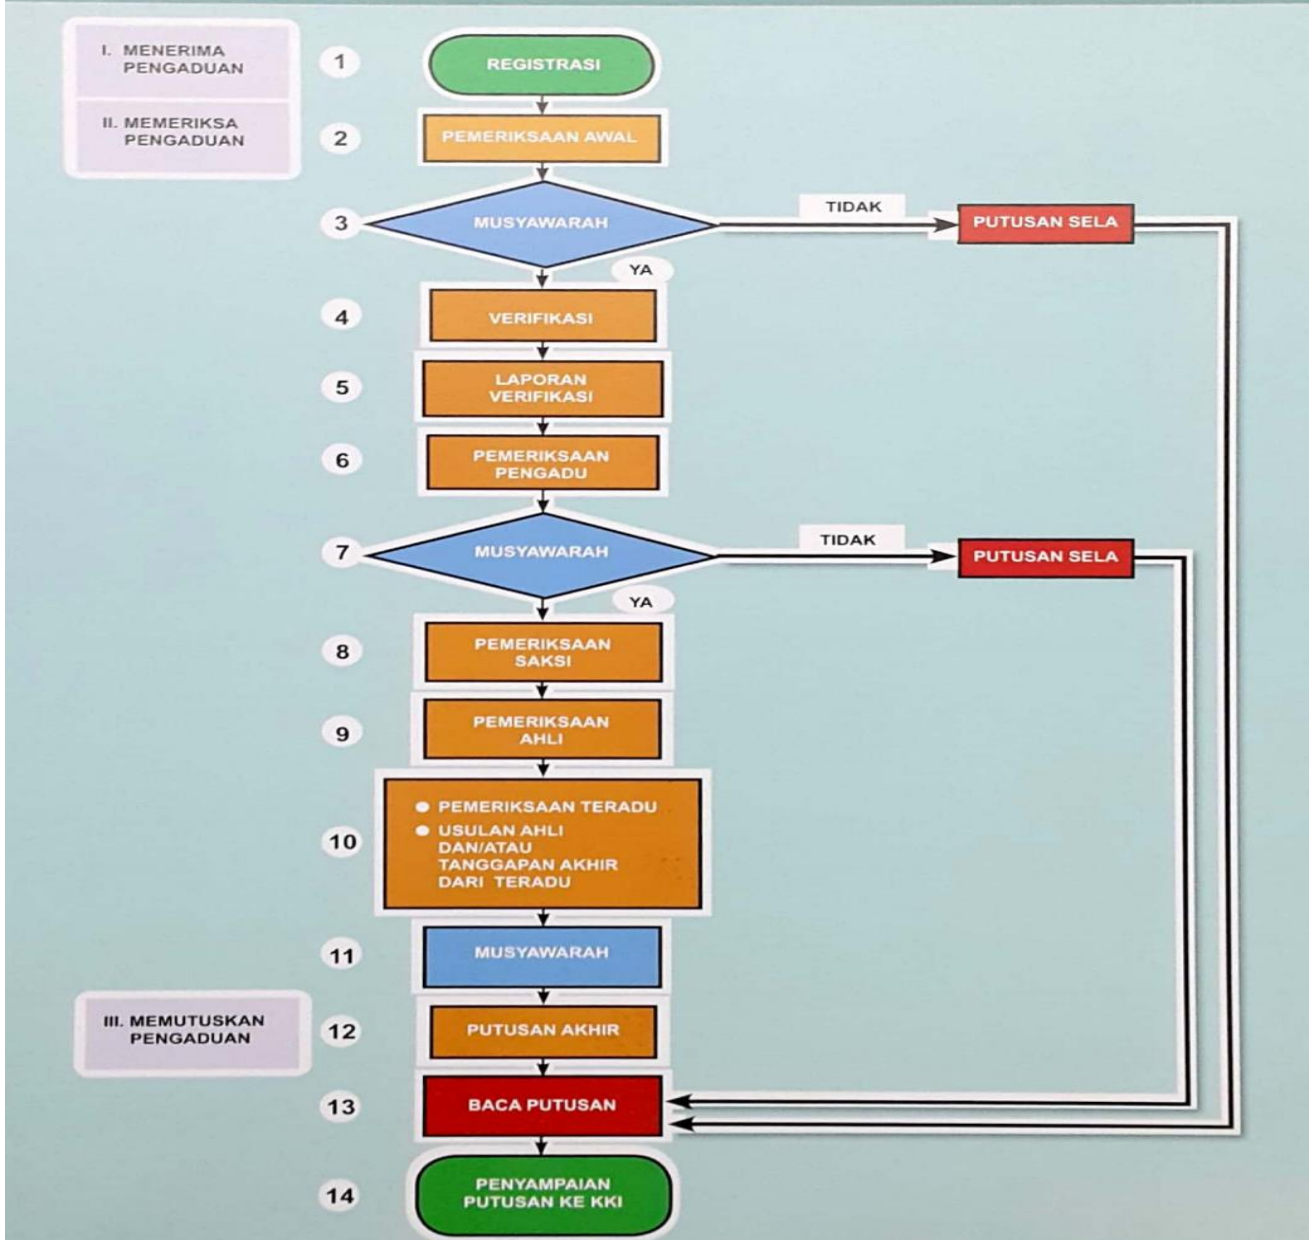 I. MENERIMA
PENGADUAN
1
REGISTRASI
II. MEMERIKSA
PENGADUAN
2
PEMERIKSAAN AWAL
3
MUSYAWARAH
TIDAK
PUTUSAN SELA
YA
4
VERIFIKASI
5
LAPORAN
VERIFIKASI
6
PEMERIKSAAN
PENGADU
7
MUSYAWARAH
TIDAK
PUTUSAN SELA
YA
8
PEMERIKSAAN
SAKSI
9
PEMERIKSAAN
AHLI
10
● PEMERIKSAAN TERADU
● USULAN AHLI
DAN/ATAU
TANGGAPAN AKHIR
DARI TERADU
11
MUSYAWARAH
III. MEMUTUSKAN
PENGADUAN
12
PUTUSAN AKHIR
13
BACA PUTUSAN
14
PENYAMPAIAN
PUTUSAN KE KKI